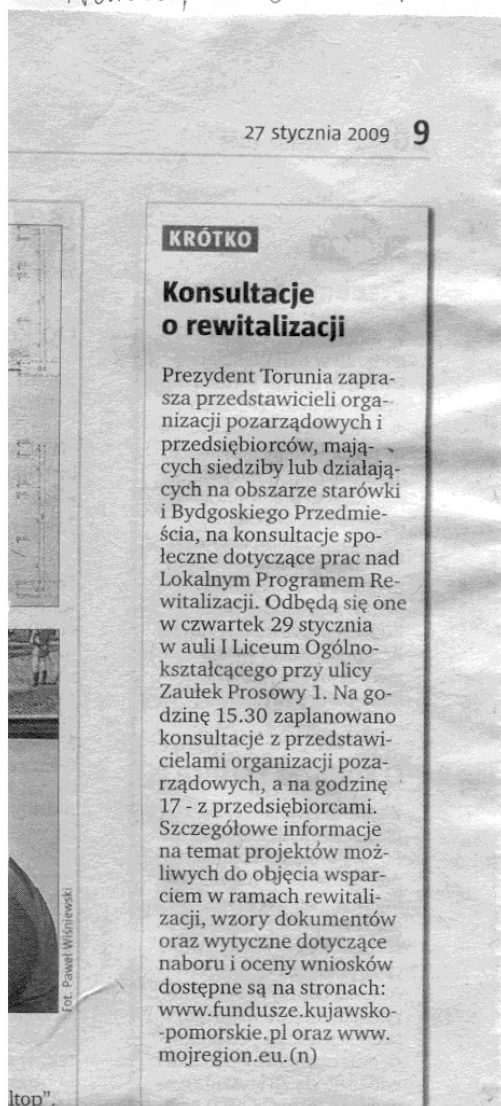 27 stycznia 2009 9
KRÓTKO
Konsultacje
o rewitalizacji
Prezydent Torunia zapra-
sza przedstawicieli orga-
nizacji pozarządowych i
przedsiębiorców, mają-
cych siedziby lub działają-
cych na obszarze starówki
i Bydgoskiego Przedmie-
ścia, na konsultacje spo-
łeczne dotyczące prac nad
Lokalnym Programem Re-
witalizacji. Odbędą się one
w czwartek 29 stycznia
w auli I Liceum Ogólno-
kształcącego przy ulicy
Zaułek Prosowy 1. Na go-
dzinę 15.30 zaplanowano
konsultacje z przedstawi-
cielami organizacji poza-
rządowych, a na godzinę
17 - z przedsiębiorcami.
Szczegółowe informacje
na temat projektów moż-
liwych do objęcia wspar-
ciem w ramach rewitali-
zacji, wzory dokumentów
oraz wytyczne dotyczące
naboru i oceny wniosków
dostępne są na stronach:
www.fundusze.kujawsko-
-pomorskie.pl oraz www.
mojregion.eu.(n)
Fot. Paweł Wiśniewski
ltop".